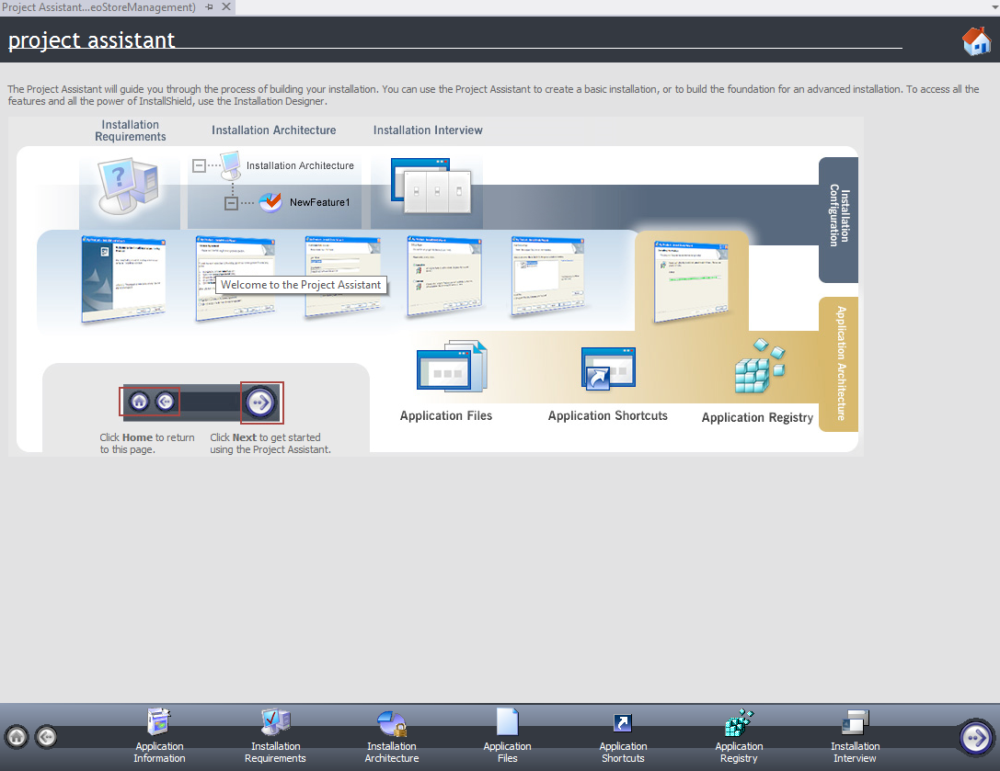 Project Assistant...eoStoreManagement)
project assistant
The Project Assistant will guide you through the process of building your installation. You can use the Project Assistant to create a basic installation, or to build the foundation for an advanced installation. To access all the
features and all the power of InstallShield, use the Installation Designer.
Installation
Requirements
Installation Architecture
Installation Interview
Installation Architecture
NewFeature1
Installation
Configuration
Welcome to the Project Assistant
Application Architecture
Application Files
Application Shortcuts
Application Registry
Click Home to return
to this page.
Click Next to get started
using the Project Assistant.
Application
Information
Installation
Requirements
Installation
Architecture
Application
Files
Application
Shortcuts
Application
Registry
Installation
Interview